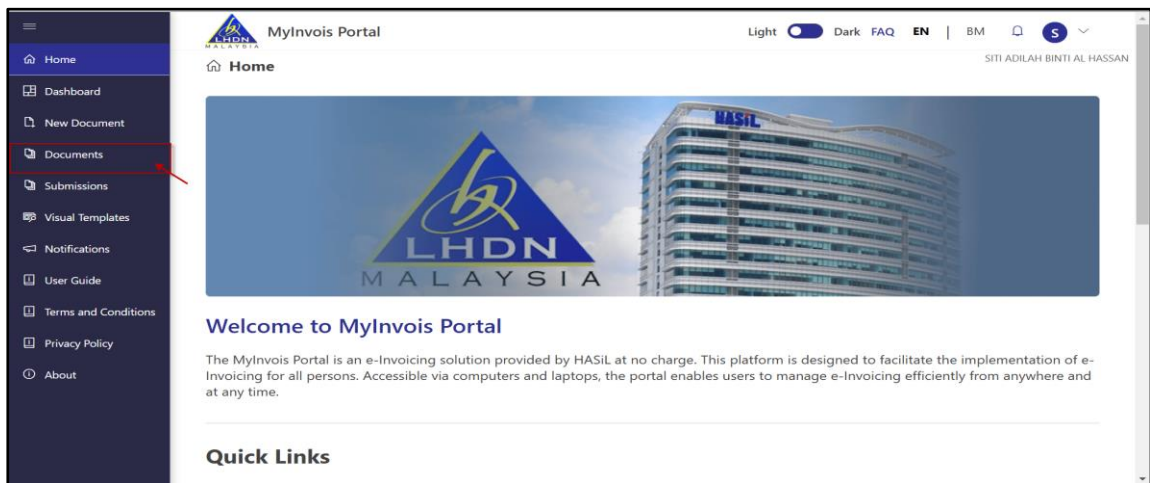 MyInvois Portal
Light Dark FAQ EN | BM S
SITI ADILAH BINTI AL HASSAN
Home
Dashboard
New Document
Documents
Submissions
Visual Templates
Notifications
User Guide
Terms and Conditions
Privacy Policy
About
LHDN
MALAYSIA
Home
HASiL
LHDN
MALAYSIA
Welcome to MyInvois Portal
The MyInvois Portal is an e-Invoicing solution provided by HASiL at no charge. This platform is designed to facilitate the implementation of e-
Invoicing for all persons. Accessible via computers and laptops, the portal enables users to manage e-Invoicing efficiently from anywhere and
at any time.
Quick Links